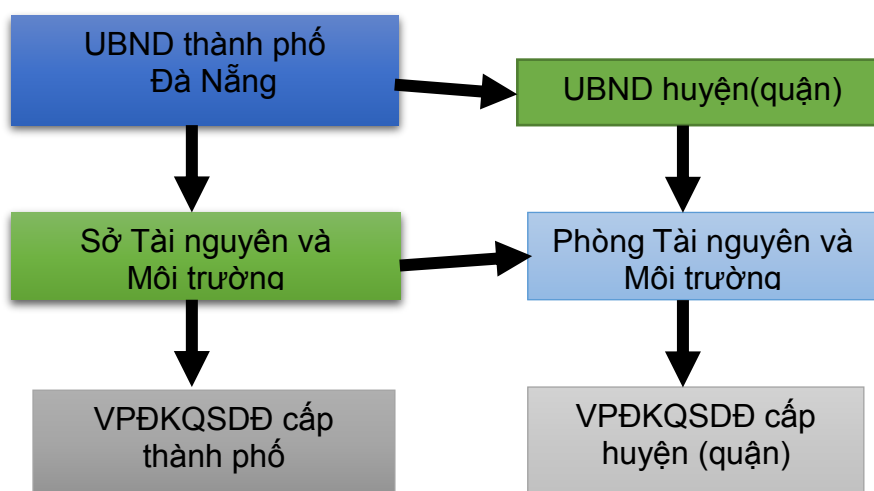 UBND thành phố
Đà Nẵng
UBND huyện(quận)
Sở Tài nguyên và
Môi trường
Phòng Tài nguyên và
Môi trường
VPĐKQSDĐ cấp
thành phố
VPĐKQSDĐ cấp
huyện (quận)